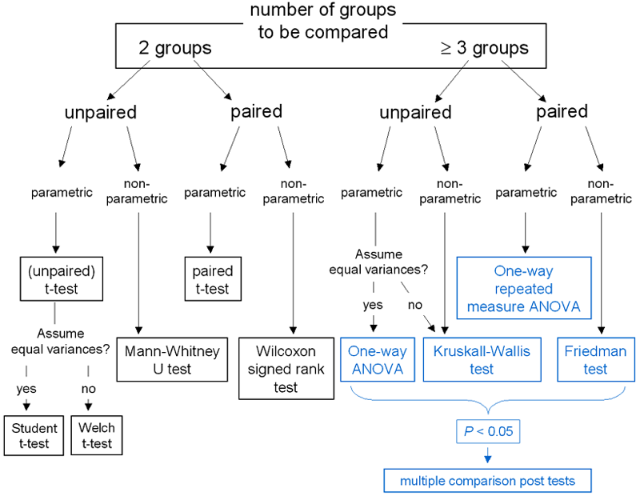 number of groups
to be compared
2 groups
≥ 3 groups
unpaired
paired
unpaired
paired
parametric
non-
parametric
parametric
non-
parametric
parametric
non-
parametric
parametric
non-
parametric
(unpaired)
t-test
paired
t-test
Assume
equal variances?
One-way
repeated
measure ANOVA
yes
no
Assume
equal variances?
Mann-Whitney
U test
Wilcoxon
signed rank
test
One-way
ANOVA
Kruskall-Wallis
test
Friedman
test
yes
no
Student
t-test
Welch
t-test
P < 0.05
multiple comparison post tests